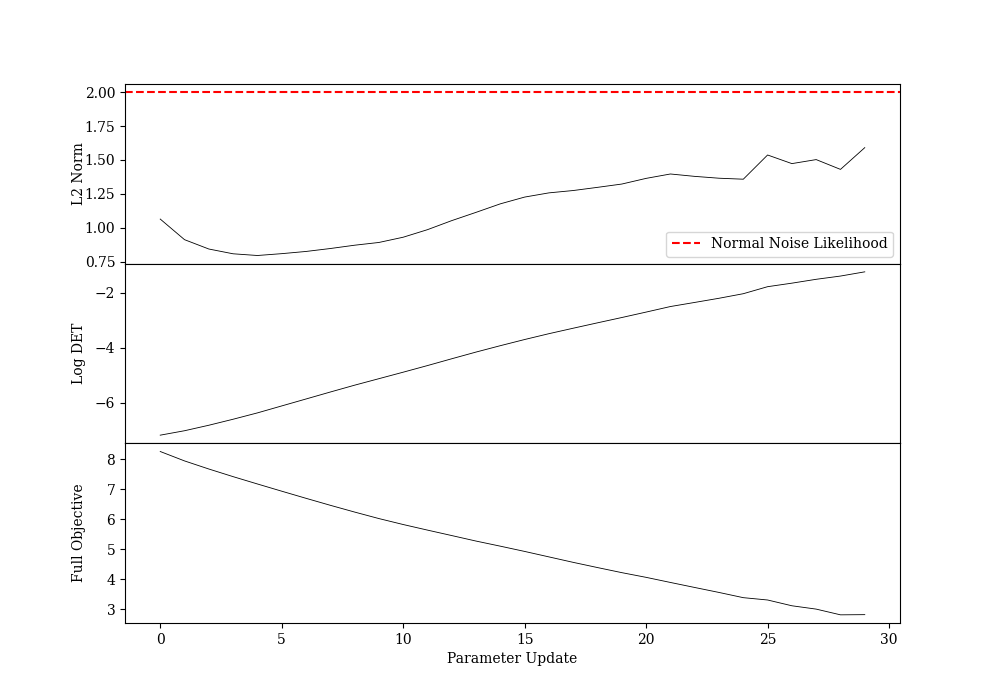 2.00
1.75
1.50
1.25
1.00
0.75
L2 Norm
Normal Noise Likelihood
−2
−4
−6
Log DET
8
7
6
5
4
3
Full Objective
0 5 10 15 20 25 30
Parameter Update